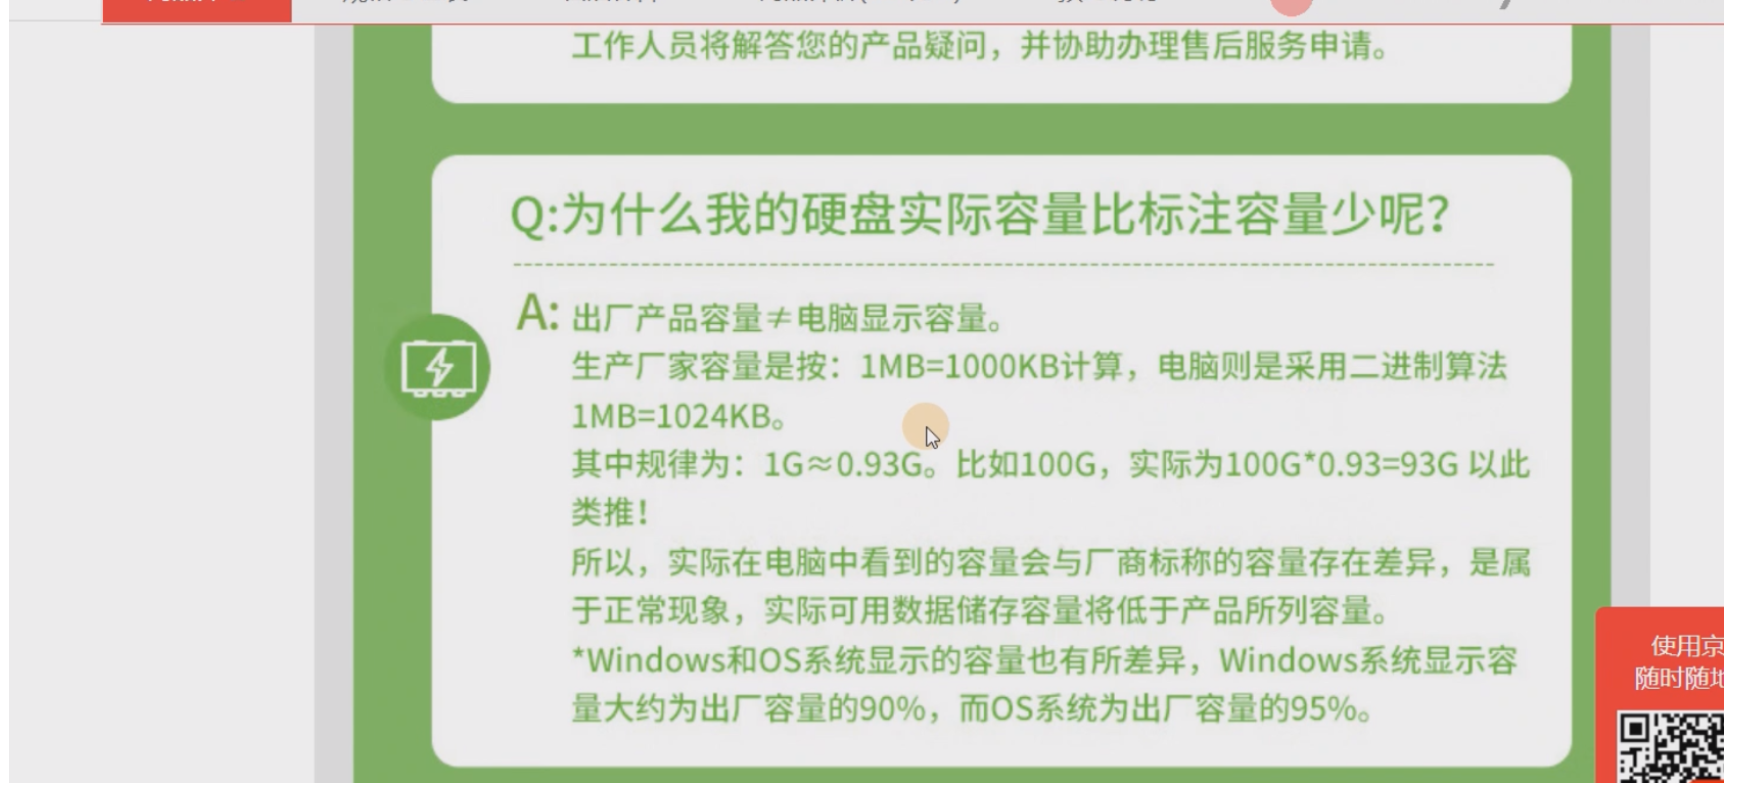 工作人员将解答您的产品疑问，并协助办理售后服务申请。
Q:为什么我的硬盘实际容量比标注容量少呢？
A: 出厂产品容量≠电脑显示容量。
生产厂家容量是按：1MB=1000KB计算，电脑则是采用二进制算法
1MB=1024KB。
其中规律为：1G≈0.93G。比如100G，实际为100G*0.93=93G 以此
类推！
所以，实际在电脑中看到的容量会与厂商标称的容量存在差异，是属
于正常现象，实际可用数据储存容量将低于产品所列容量。
*Windows和OS系统显示的容量也有所差异，Windows系统显示容
量大约为出厂容量的90%，而OS系统为出厂容量的95%。
使用京
随时随地